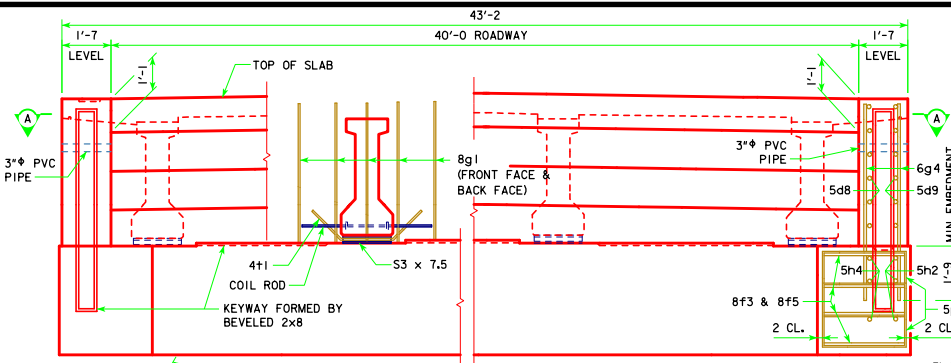 43'-2
1'-7
40'-0 ROADWAY
1'-7
LEVEL
LEVEL
TOP OF SLAB
1'-1
1'-1
A
A
3"ϕ PVC
PIPE
3"ϕ PVC
PIPE
8g1
(FRONT FACE &
BACK FACE)
6g4
5d8
5d9
MIN. EMBEDMENT
4t1
S3 x 7.5
COIL ROD
5h4
5h2
1'-9
KEYWAY FORMED BY
BEVELED 2x8
8f3 & 8f5
5
2 CL.
2 CL